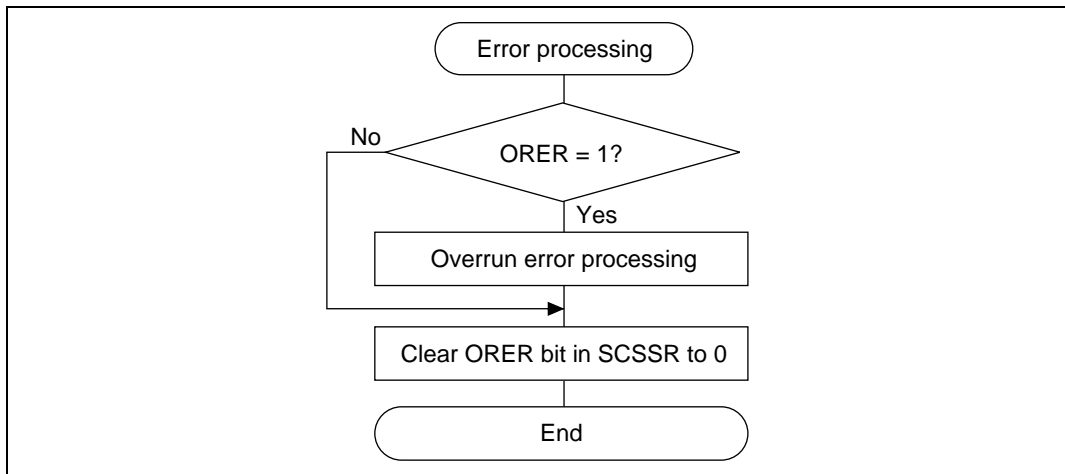 Error processing
No
ORER = 1?
Yes
Overrun error processing
Clear ORER bit in SCSSR to 0
End